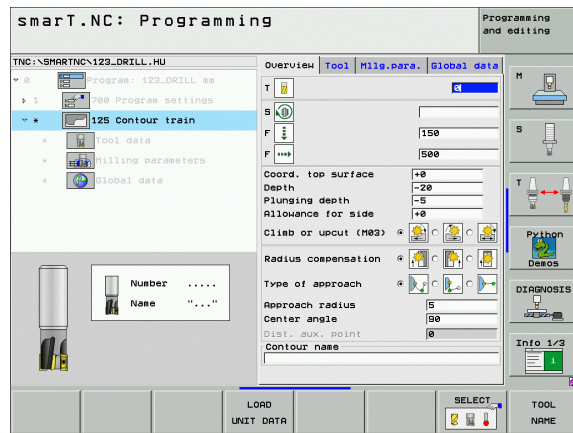 smarT.NC: Programming
Programming and editing
TNC:\SMARTNC\123_DRILL.HU
0 Program: 123_DRILL mm
1 700 Program settings
* 125 Contour train
* Tool data
* Milling parameters
* Global data
Number .....
Name "..."
Overview Tool Mllg.para. Global data
T 0
S
F 150
F 500
Coord. top surface +0
Depth -20
Plunging depth -5
Allowance for side +0
Climb or upcut (M03)
Radius compensation
Type of approach
Approach radius 5
Center angle 90
Dist. aux. point 0
Contour name
M
S
T
Python Demos
DIAGNOSIS
Info 1/3
LOAD UNIT DATA
SELECT
TOOL NAME